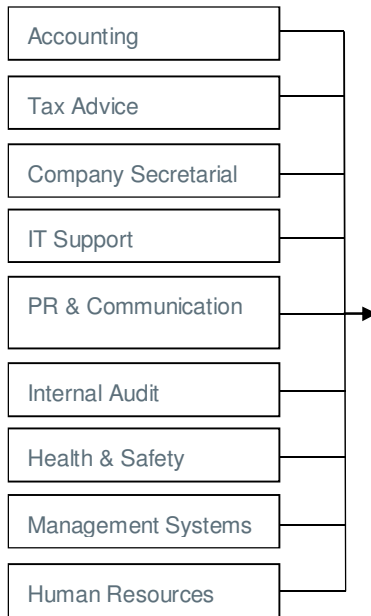 Accounting
Tax Advice
Company Secretarial
IT Support
PR & Communication
Internal Audit
Health & Safety
Management Systems
Human Resources